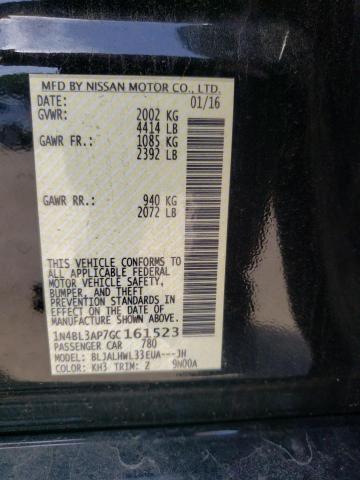 MFD BY NISSAN MOTOR CO., LTD.
DATE: 01/16
GVWR: 2002 KG
4414 LB
GAWR FR.: 1085 KG
2392 LB
GAWR RR.: 940 KG
2072 LB
THIS VEHICLE CONFORMS TO
ALL APPLICABLE FEDERAL
MOTOR VEHICLE SAFETY,
BUMPER, AND THEFT
PREVENTION STANDARDS IN
EFFECT ON THE DATE OF
MANUFACTURE SHOWN ABOVE.
1N4BL3AP7GC161523
PASSENGER CAR 780
MODEL: BLJALHWL33EUA---JH
COLOR: KH3 TRIM: Z 9N00A